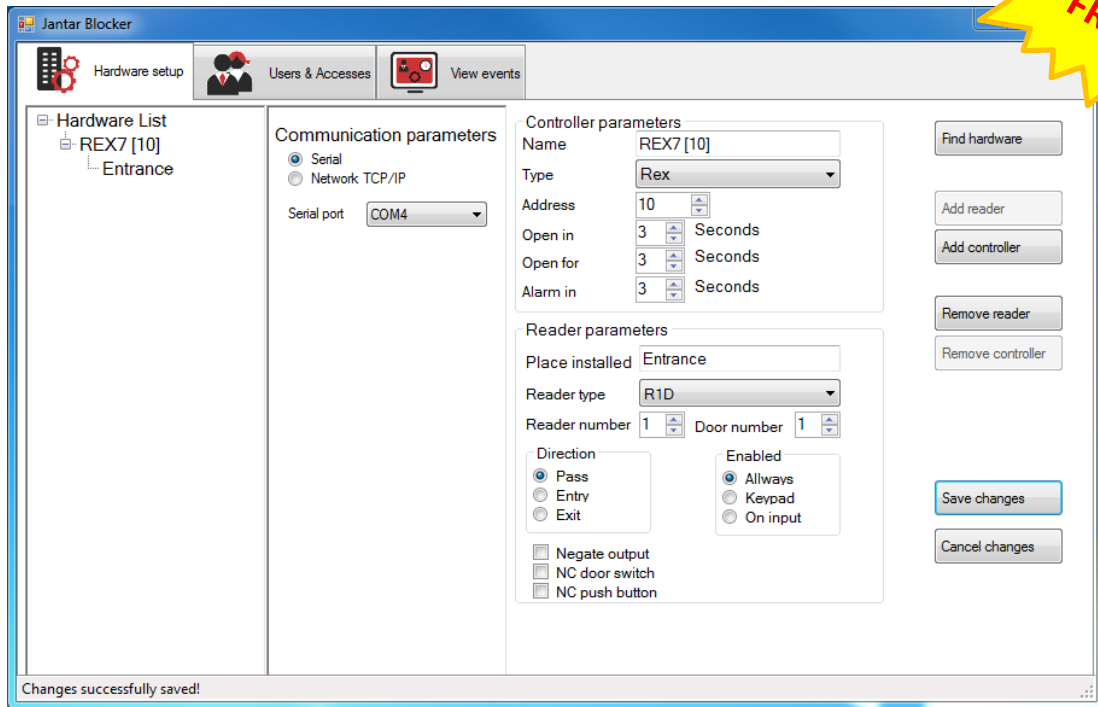 Jantar Blocker
Hardware setup
Users & Accesses
View events
Hardware List
REX7 [10]
Entrance
Communication parameters
Serial
Network TCP/IP
Serial port COM4
Controller parameters
Name REX7 [10]
Type Rex
Address 10
Open in 3 Seconds
Open for 3 Seconds
Alarm in 3 Seconds
Reader parameters
Place installed Entrance
Reader type R1D
Reader number 1 Door number 1
Direction
Pass
Entry
Exit
Enabled
Allways
Keypad
On input
Negate output
NC door switch
NC push button
Find hardware
Add reader
Add controller
Remove reader
Remove controller
Save changes
Cancel changes
Changes successfully saved!